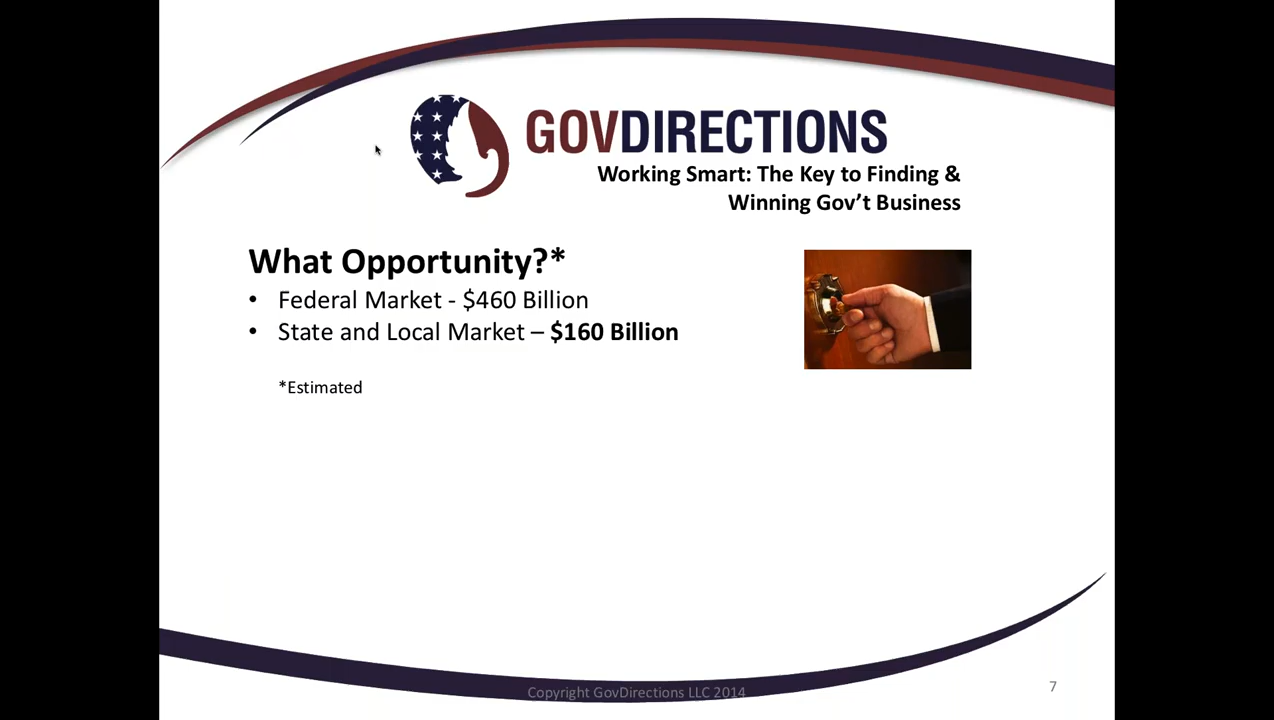 GOVDIRECTIONS
Working Smart: The Key to Finding &
Winning Gov’t Business
What Opportunity?*
• Federal Market - $460 Billion
• State and Local Market – $160 Billion
*Estimated
Copyright GovDirections LLC 2014
7